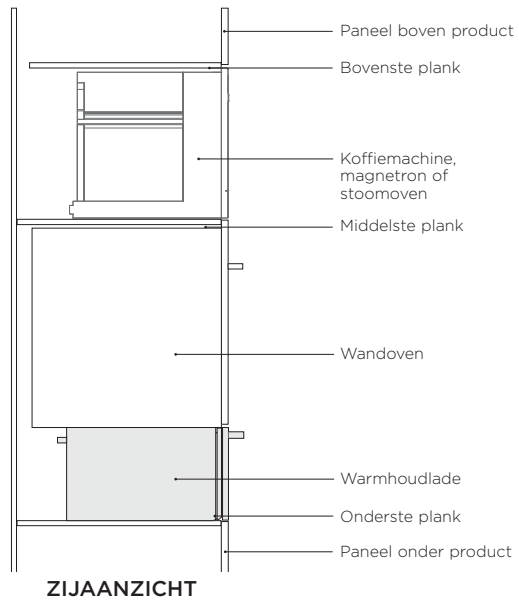 Paneel boven product
Bovenste plank
Koffiemachine,
magnetron of
stoomoven
Middelste plank
Wandoven
Warmhoudlade
Onderste plank
Paneel onder product
ZIJAANZICHT